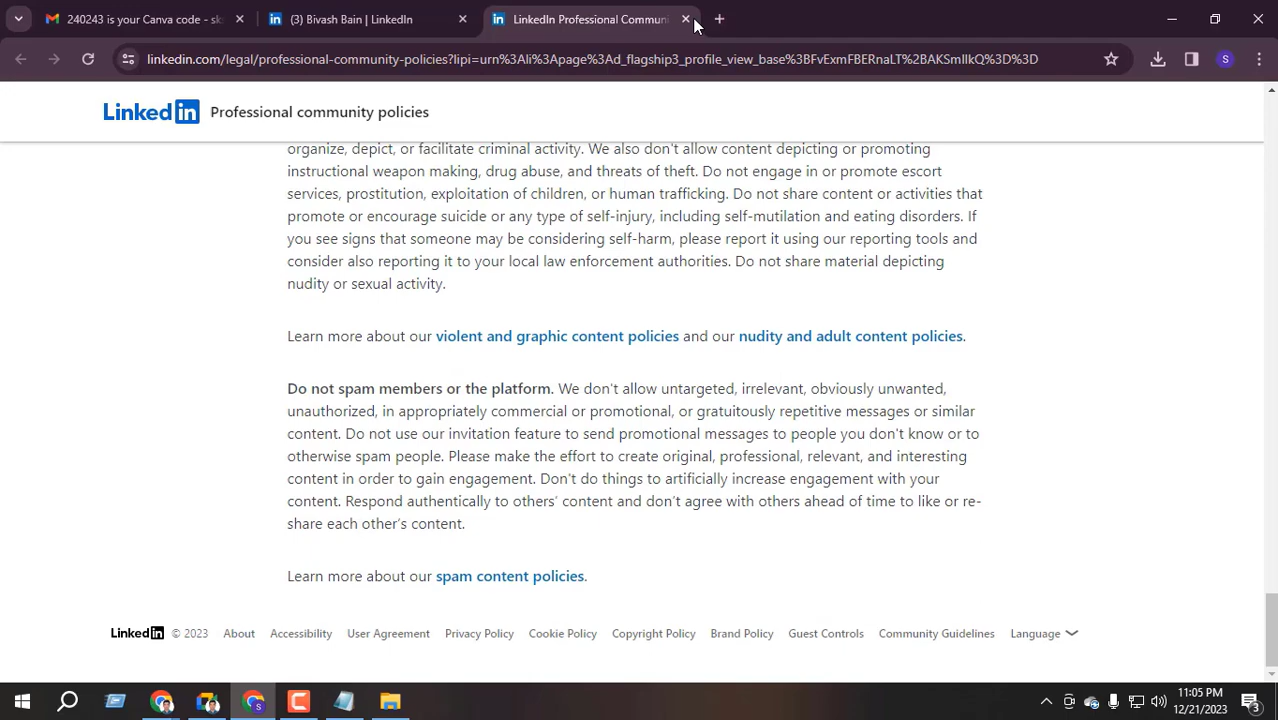 240243 is your Canva code - sk
(3) Bivash Bain | LinkedIn
LinkedIn Professional Commun
linkedin.com/legal/professional-community-policies?lipi=urn%3Ali%3Apage%3Ad_flagship3_profile_view_base%3BFvExmFBERnaLT%2BAKSmIlkQ%3D%3D
S
Linkedin Professional community policies
organize, depict, or facilitate criminal activity. We also don't allow content depicting or promoting
instructional weapon making, drug abuse, and threats of theft. Do not engage in or promote escort
services, prostitution, exploitation of children, or human trafficking. Do not share content or activities that
promote or encourage suicide or any type of self-injury, including self-mutilation and eating disorders. If
you see signs that someone may be considering self-harm, please report it using our reporting tools and
consider also reporting it to your local law enforcement authorities. Do not share material depicting
nudity or sexual activity.
Learn more about our violent and graphic content policies and our nudity and adult content policies.
Do not spam members or the platform. We don't allow untargeted, irrelevant, obviously unwanted,
unauthorized, in appropriately commercial or promotional, or gratuitously repetitive messages or similar
content. Do not use our invitation feature to send promotional messages to people you don't know or to
otherwise spam people. Please make the effort to create original, professional, relevant, and interesting
content in order to gain engagement. Don't do things to artificially increase engagement with your
content. Respond authentically to others' content and don't agree with others ahead of time to like or re-
share each other's content.
Learn more about our spam content policies.
Linkedin © 2023 About Accessibility User Agreement Privacy Policy Cookie Policy Copyright Policy Brand Policy Guest Controls Community Guidelines Language
11:05 PM
12/21/2023
3